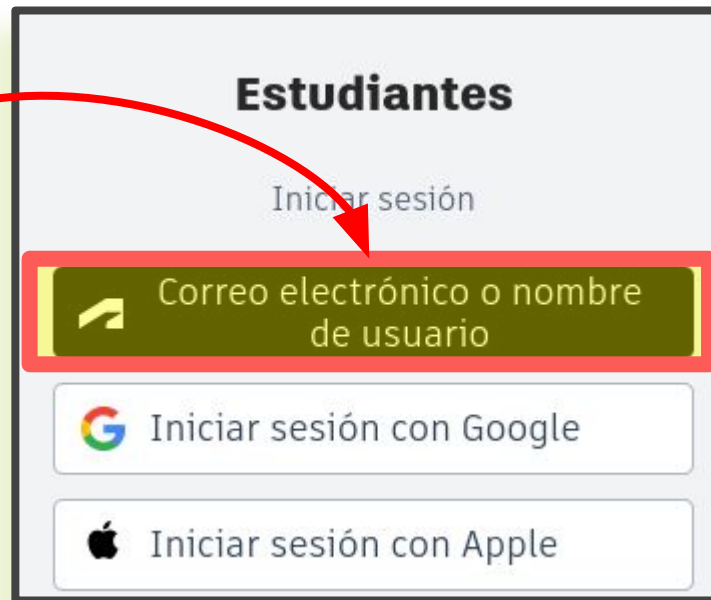 Estudiantes
Iniciar sesión
Correo electrónico o nombre
de usuario
Iniciar sesión con Google
Iniciar sesión con Apple